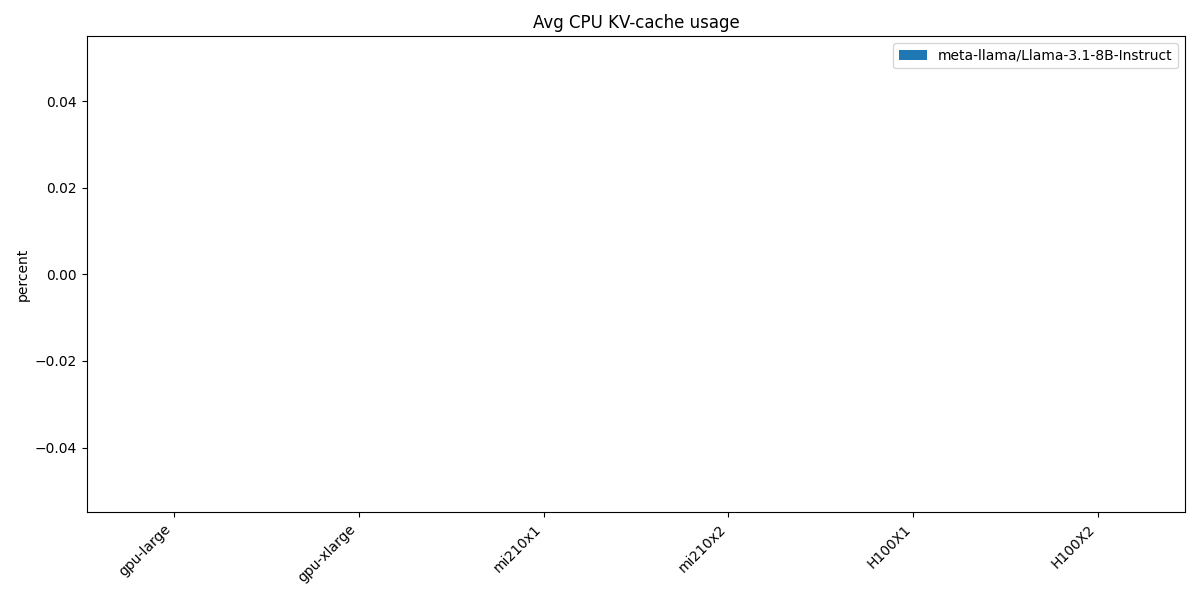 Avg CPU KV-cache usage
meta-llama/Llama-3.1-8B-Instruct
percent
0.04
0.02
0.00
−0.02
−0.04
gpu-large
gpu-xlarge
mi210x1
mi210x2
H100X1
H100X2